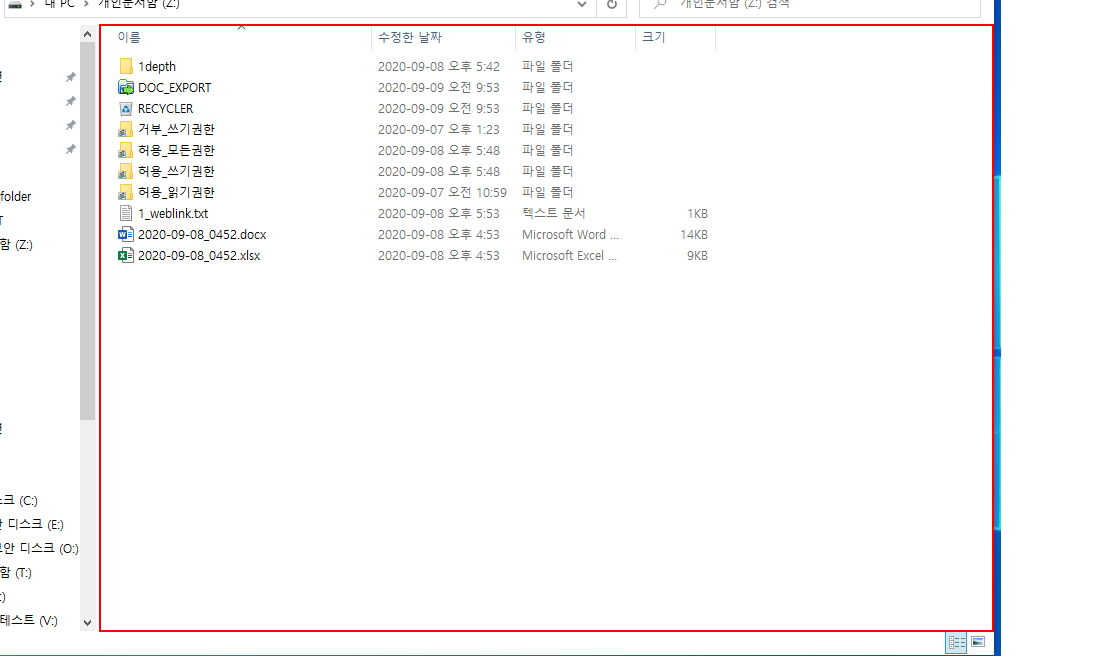 내 PC > 개인문서함 (Z:)
개인문서함 (Z:) 검색
이름 수정한 날짜 유형 크기
1depth 2020-09-08 오후 5:42 파일 폴더
DOC_EXPORT 2020-09-09 오전 9:53 파일 폴더
RECYCLER 2020-09-09 오전 9:53 파일 폴더
거부_쓰기권한 2020-09-07 오후 1:23 파일 폴더
허용_모든권한 2020-09-08 오후 5:48 파일 폴더
허용_쓰기권한 2020-09-08 오후 5:48 파일 폴더
허용_읽기권한 2020-09-07 오전 10:59 파일 폴더
1_weblink.txt 2020-09-08 오후 5:53 텍스트 문서 1KB
2020-09-08_0452.docx 2020-09-08 오후 4:53 Microsoft Word ... 14KB
2020-09-08_0452.xlsx 2020-09-08 오후 4:53 Microsoft Excel ... 9KB
folder
함 (Z:)
스크 (C:)
디스크 (E:)
안 디스크 (O:)
함 (T:)
테스트 (V:)